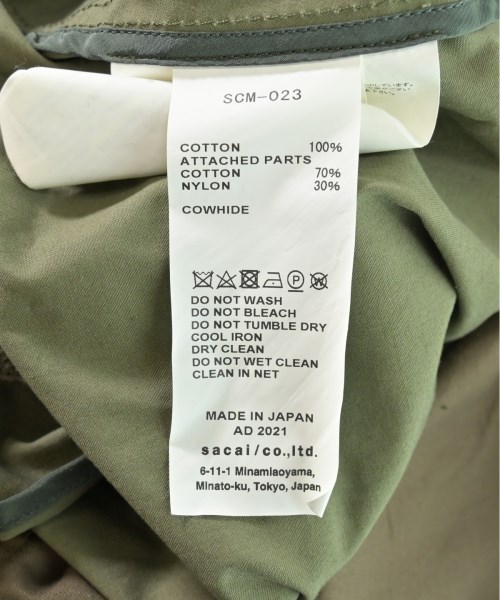 SCM-023
COTTON 100%
ATTACHED PARTS
COTTON 70%
NYLON 30%
COWHIDE
P W
DO NOT WASH
DO NOT BLEACH
DO NOT TUMBLE DRY
COOL IRON
DRY CLEAN
DO NOT WET CLEAN
CLEAN IN NET
MADE IN JAPAN
AD 2021
sacai/co.,ltd.
6-11-1 Minamiaoyama,
Minato-ku, Tokyo, Japan